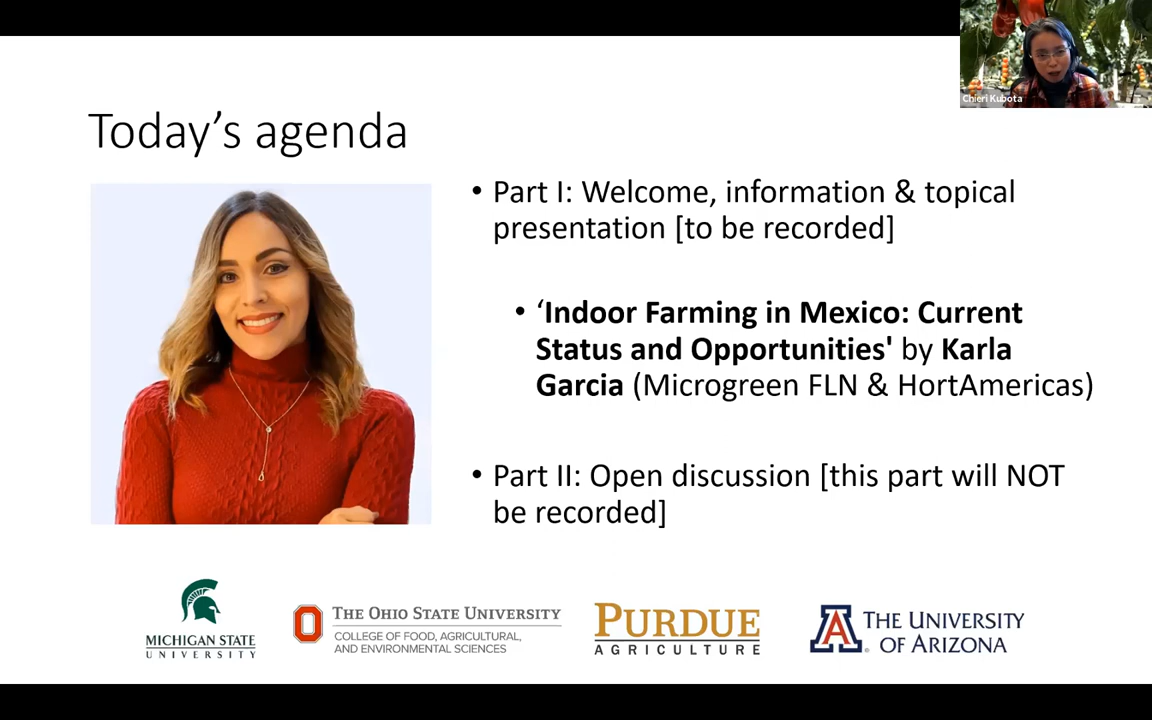 Chieri Kubota
Today's agenda
• Part I: Welcome, information & topical
presentation [to be recorded]
• ‘Indoor Farming in Mexico: Current
Status and Opportunities' by Karla
Garcia (Microgreen FLN & HortAmericas)
• Part II: Open discussion [this part will NOT
be recorded]
MICHIGAN STATE
UNIVERSITY
THE OHIO STATE UNIVERSITY
COLLEGE OF FOOD, AGRICULTURAL,
AND ENVIRONMENTAL SCIENCES
PURDUE
AGRICULTURE
A
THE UNIVERSITY
OF ARIZONA